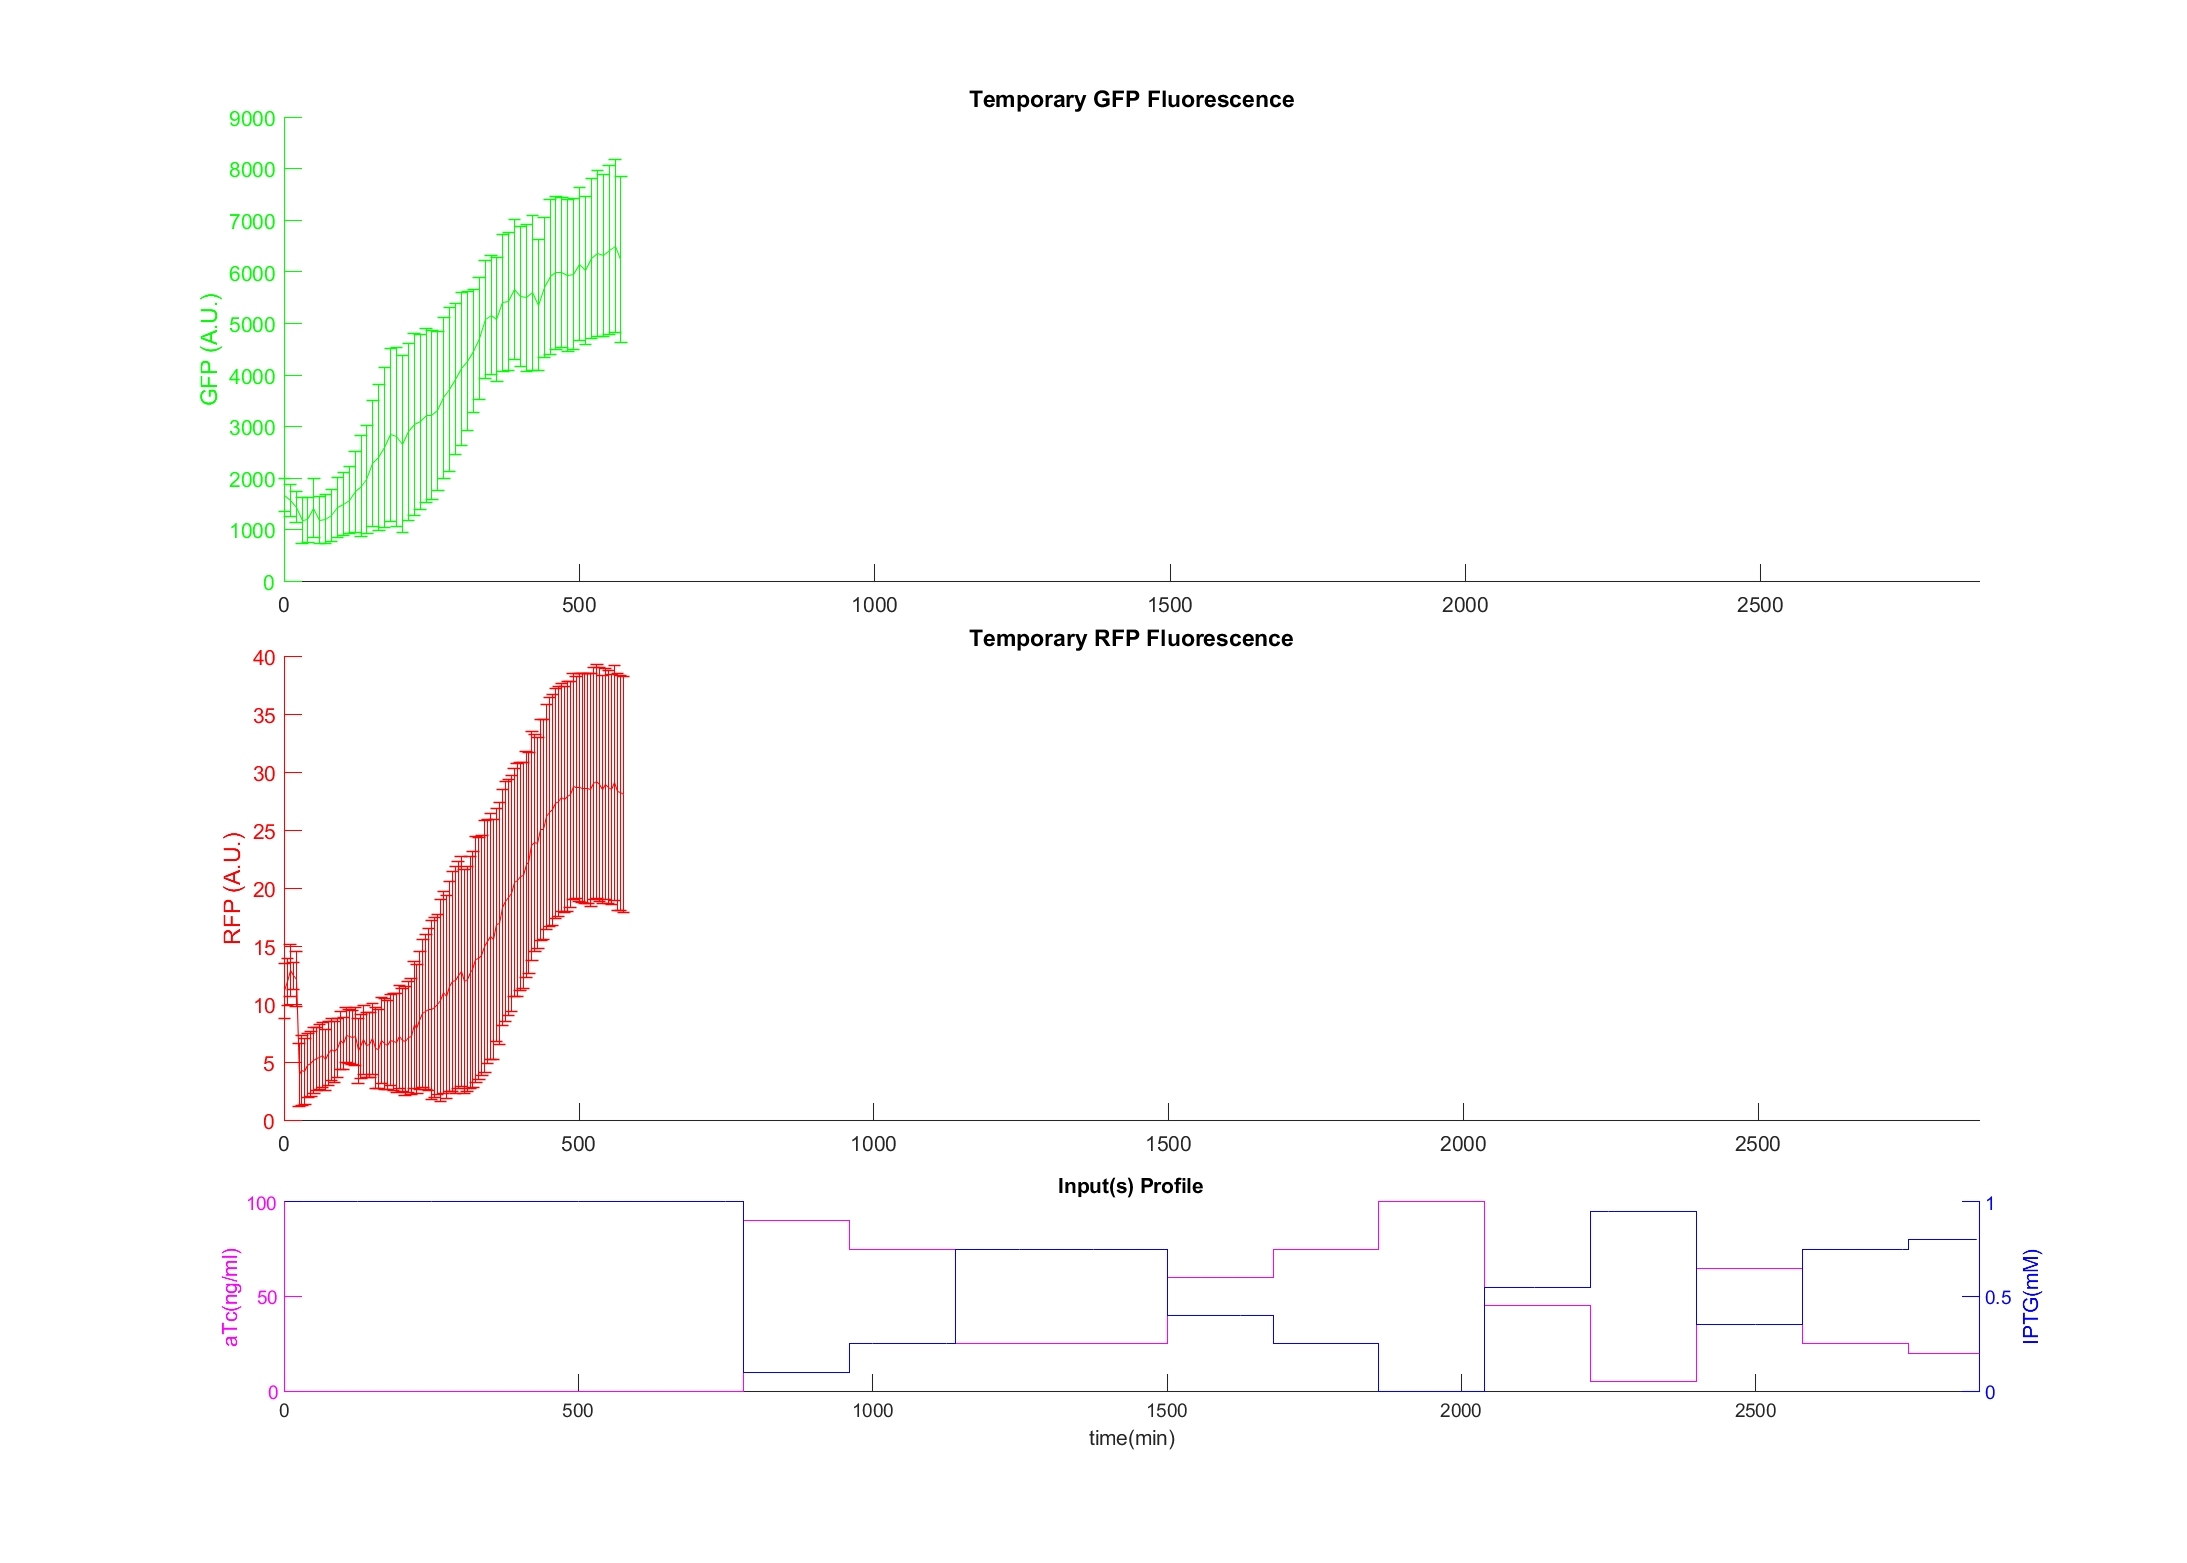 Temporary GFP Fluorescence
9000
8000
7000
6000
5000
4000
3000
2000
1000
0
GFP (A.U.)
0 500 1000 1500 2000 2500
Temporary RFP Fluorescence
40
35
30
25
20
15
10
5
0
RFP (A.U.)
0 500 1000 1500 2000 2500
Input(s) Profile
100
50
0
aTc(ng/ml)
1
0.5
0
IPTG(mM)
0 500 1000 1500 2000 2500
time(min)